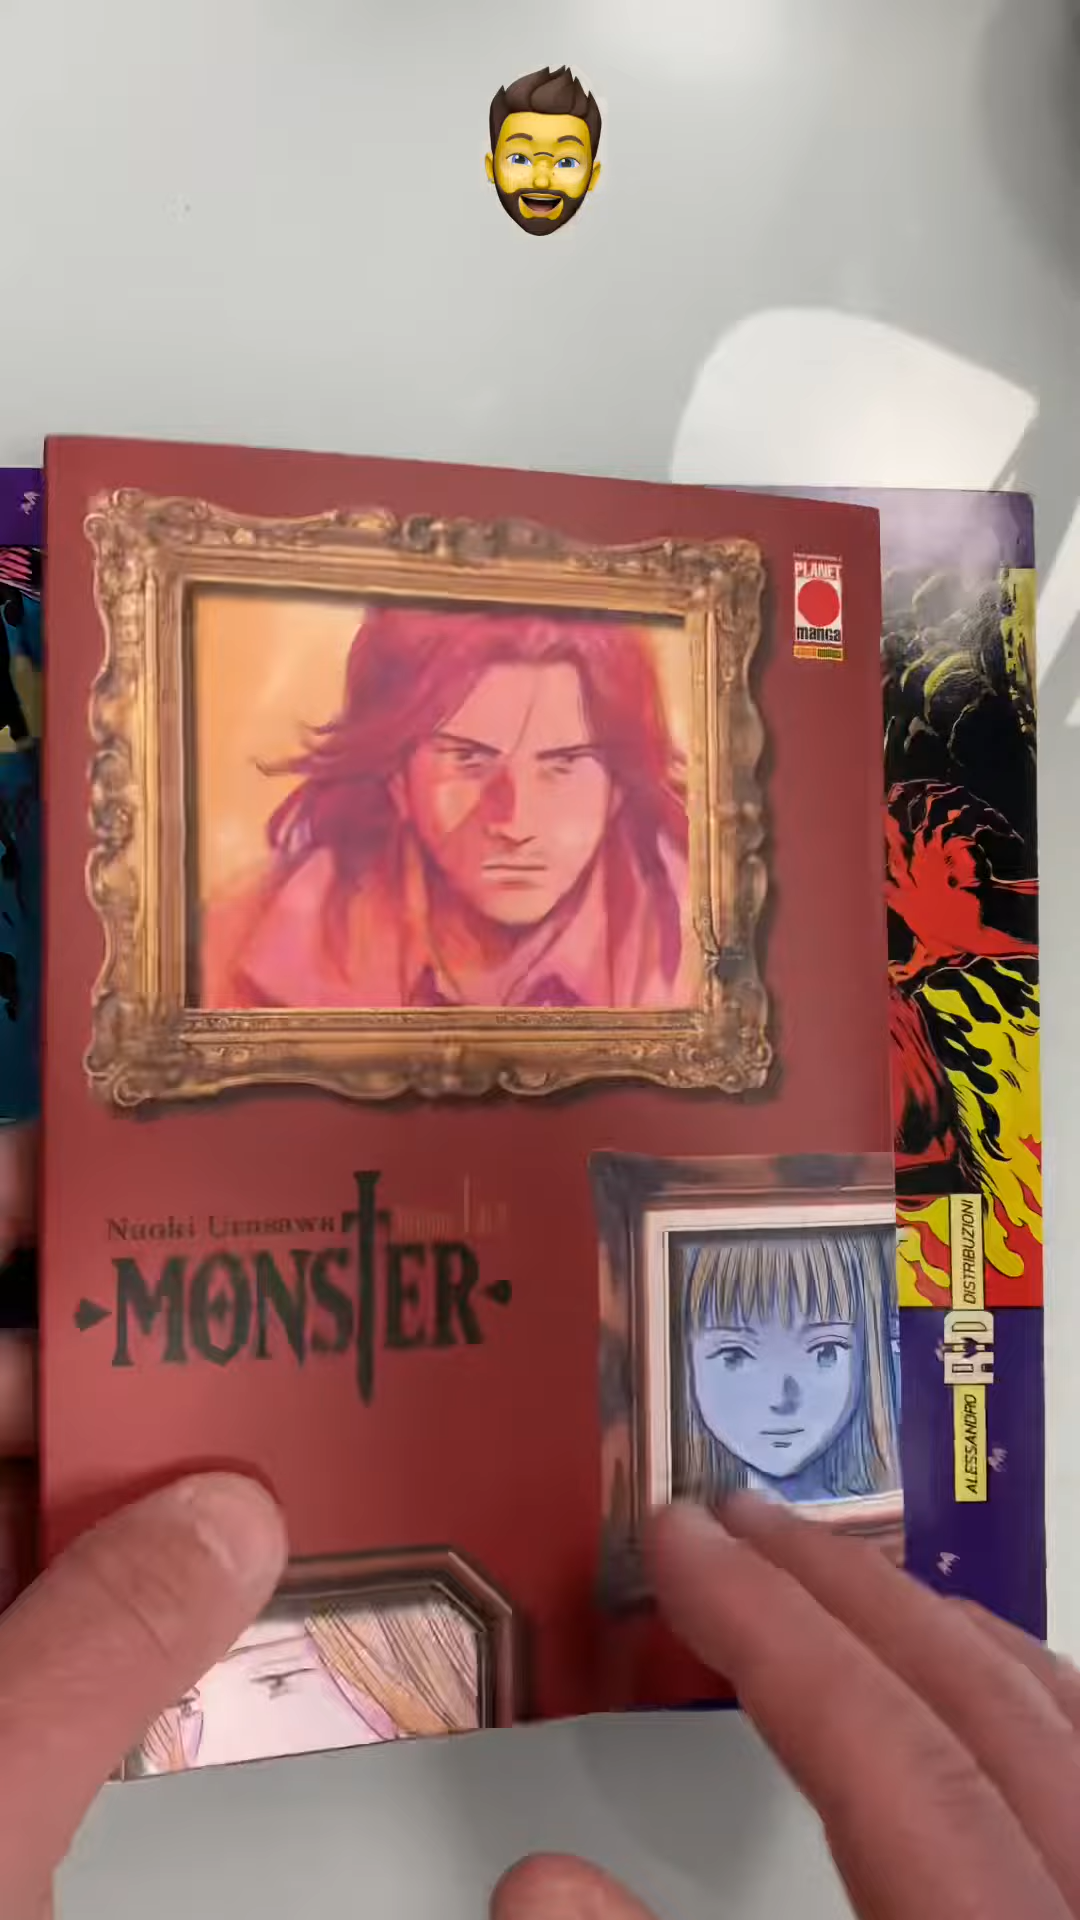 PLANET
manga
Naoki Urasawa
MONSTER
ALESSANDRO
DISTRIBUZIONI